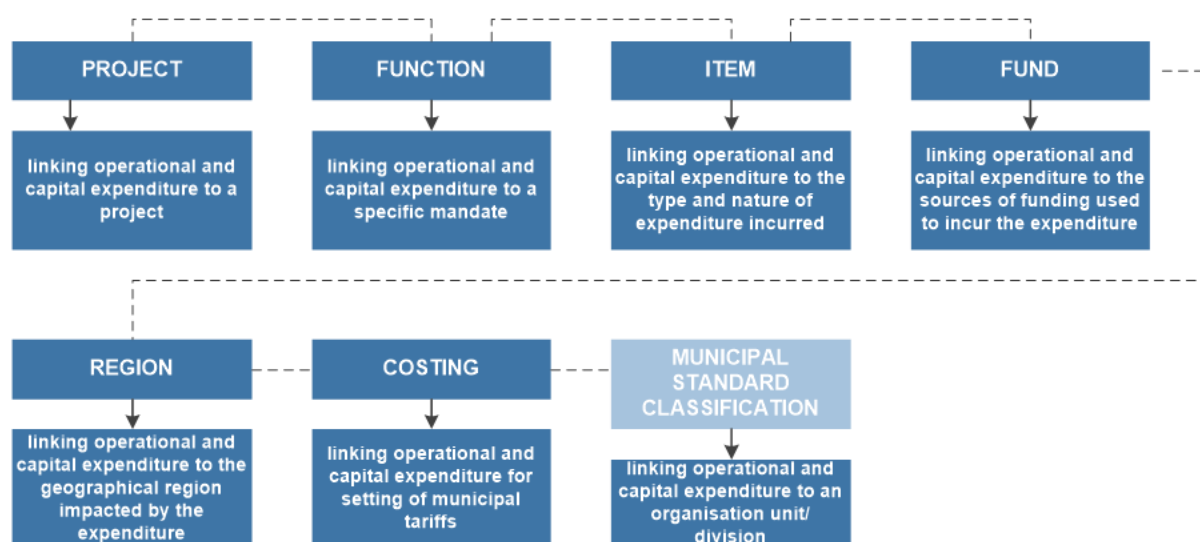 PROJECT
FUNCTION
ITEM
FUND
linking operational and
capital expenditure to a
project
linking operational and
capital expenditure to a
specific mandate
linking operational and
capital expenditure to the
type and nature of
expenditure incurred
linking operational and
capital expenditure to the
sources of funding used
to incur the expenditure
REGION
COSTING
MUNICIPAL
STANDARD
CLASSIFICATION
linking operational and
capital expenditure to the
geographical region
impacted by the
expenditure
linking operational and
capital expenditure for
setting of municipal
tariffs
linking operational and
capital expenditure to an
organisation unit/
division